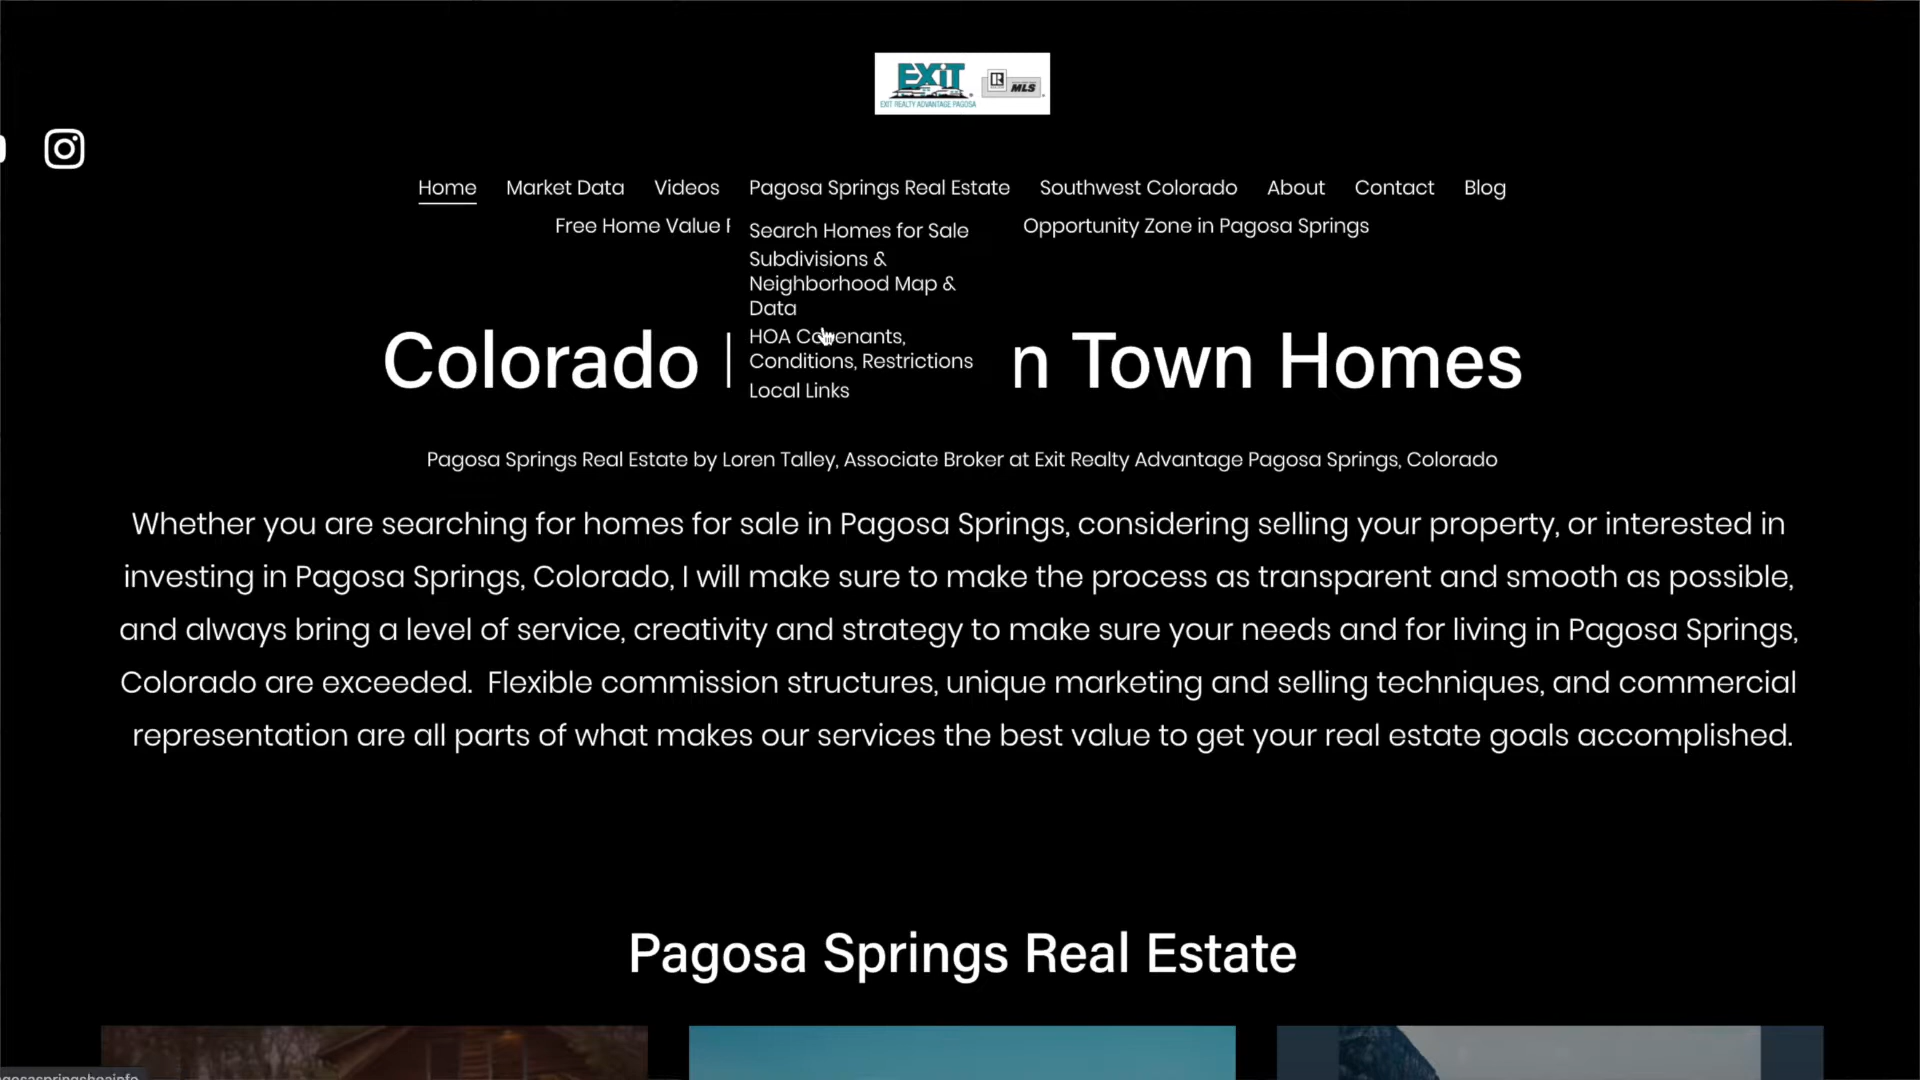 EXIT
EXIT REALTY ADVANTAGE PAGOSA
R
MLS
Home Market Data Videos Pagosa Springs Real Estate Southwest Colorado About Contact Blog
Free Home Value Opportunity Zone in Pagosa Springs
Search Homes for Sale
Subdivisions &
Neighborhood Map &
Data
HOA Covenants,
Conditions, Restrictions
Local Links
Colorado n Town Homes
Pagosa Springs Real Estate by Loren Talley, Associate Broker at Exit Realty Advantage Pagosa Springs, Colorado
Whether you are searching for homes for sale in Pagosa Springs, considering selling your property, or interested in
investing in Pagosa Springs, Colorado, I will make sure to make the process as transparent and smooth as possible,
and always bring a level of service, creativity and strategy to make sure your needs and for living in Pagosa Springs,
Colorado are exceeded. Flexible commission structures, unique marketing and selling techniques, and commercial
representation are all parts of what makes our services the best value to get your real estate goals accomplished.
Pagosa Springs Real Estate